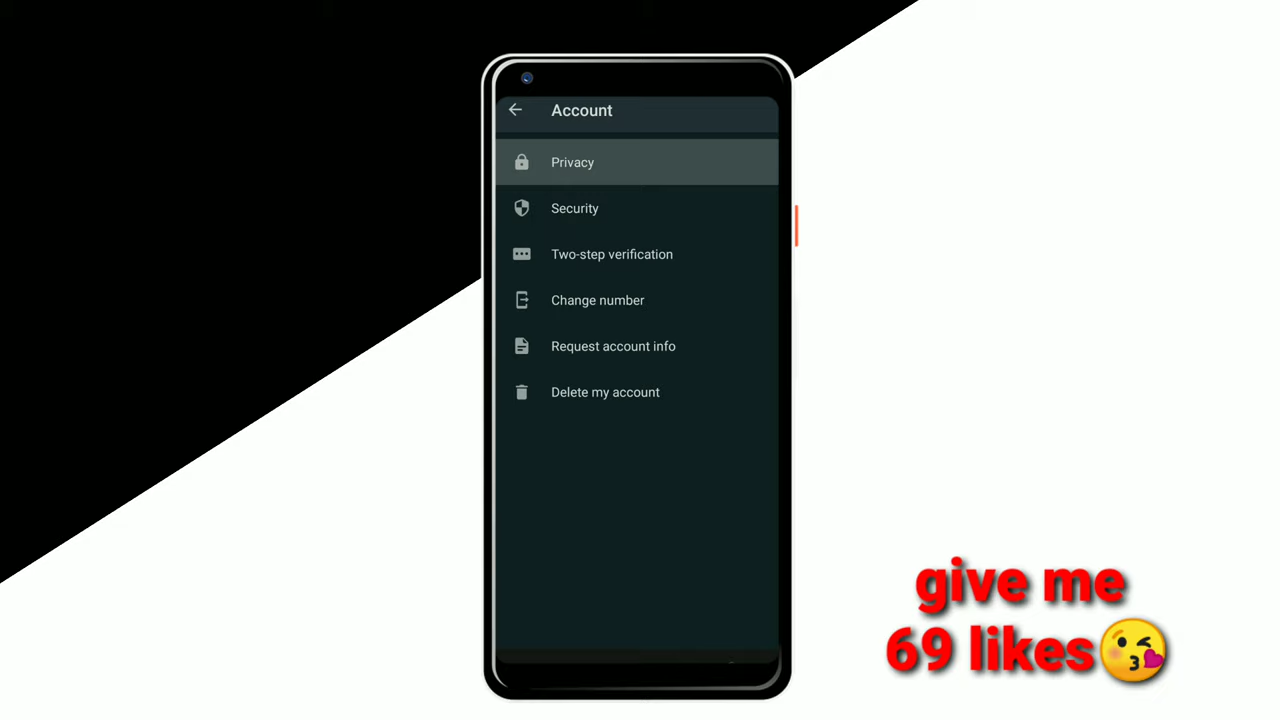 Account
Privacy
Security
Two-step verification
Change number
Request account info
Delete my account
give me
69 likes😘